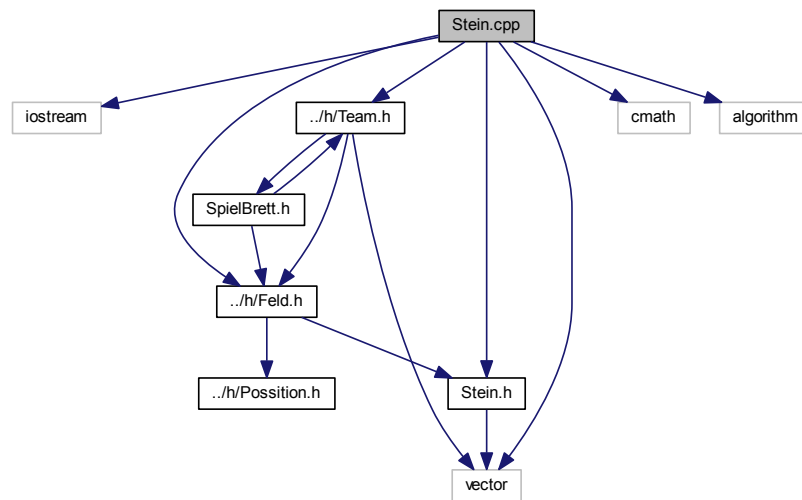 Stein.cpp
iostream
../h/Team.h
cmath
algorithm
SpielBrett.h
../h/Feld.h
../h/Possition.h
Stein.h
vector